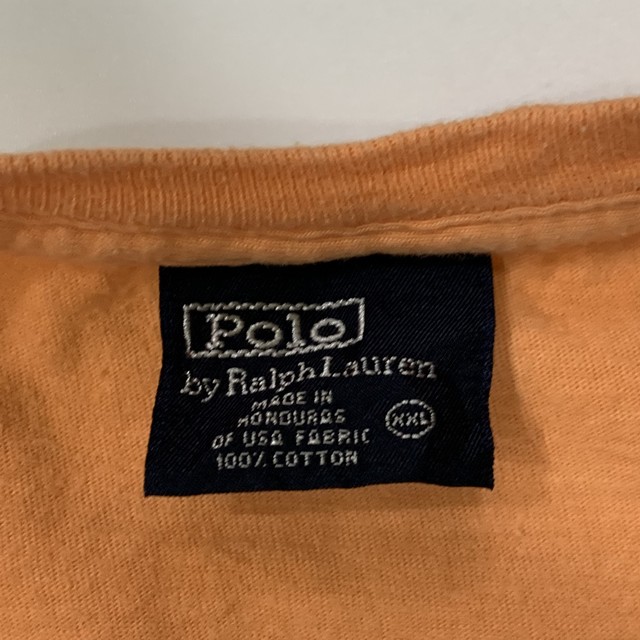 Polo
by Ralph Lauren
MADE IN
HONDURAS
OF USA FABRIC
100% COTTON
XXL